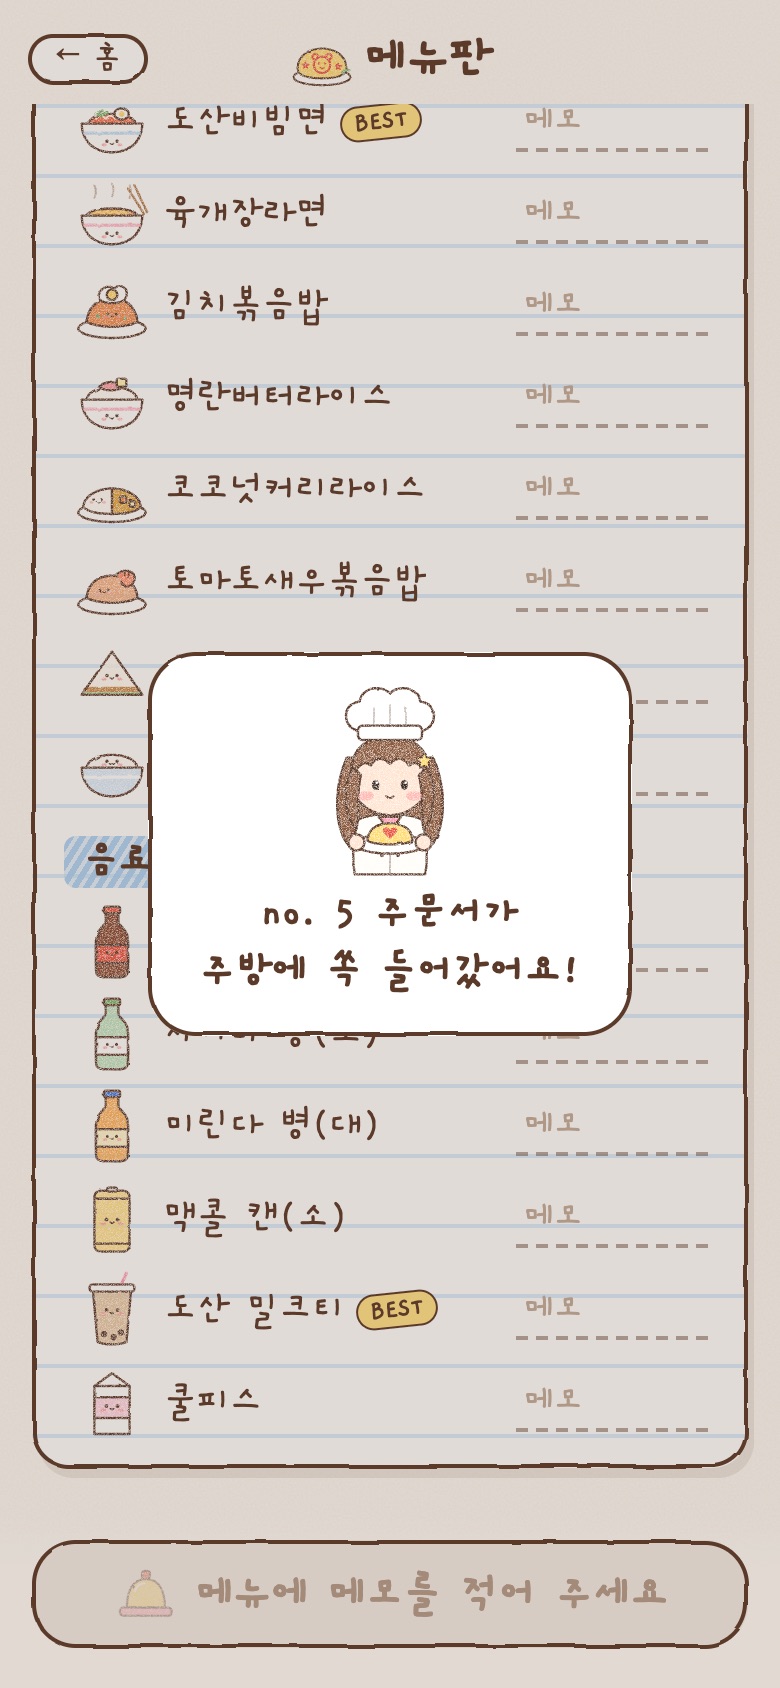 ← 홈
메뉴판
도산비빔면 BEST 메모
육개장라면 메모
김치볶음밥 메모
명란버터라이스 메모
코코넛커리라이스 메모
토마토새우볶음밥 메모
no. 5 주문서가
주방에 쏙 들어갔어요!
음료
미린다 병(대) 메모
맥콜 캔(소) 메모
도산 밀크티 BEST 메모
쿨피스 메모
메뉴에 메모를 적어 주세요